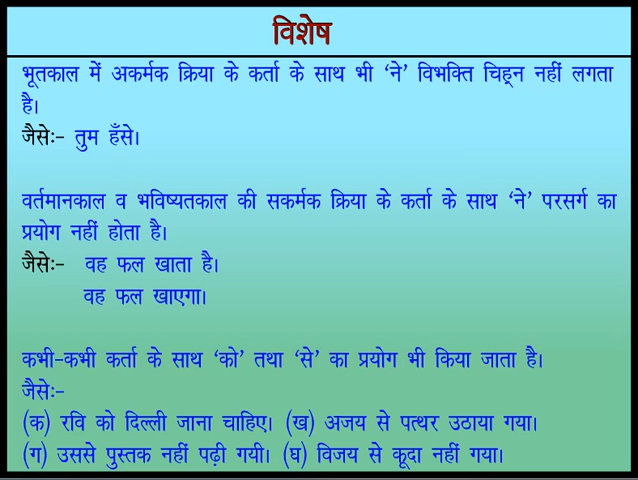 विशेष
भूतकाल में अकर्मक क्रिया के कर्ता के साथ भी ‘ने’ विभक्ति चिह्न नहीं लगता
है।
जैसेः- तुम हँसे।
वर्तमानकाल व भविष्यतकाल की सकर्मक क्रिया के कर्ता के साथ ‘ने’ परसर्ग का
प्रयोग नहीं होता है।
जैसेः- वह फल खाता है।
वह फल खाएगा।
कभी-कभी कर्ता के साथ ‘को’ तथा ‘से’ का प्रयोग भी किया जाता है।
जैसेः-
(क) रवि को दिल्ली जाना चाहिए। (ख) अजय से पत्थर उठाया गया।
(ग) उससे पुस्तक नहीं पढ़ी गयी। (घ) विजय से कूदा नहीं गया।